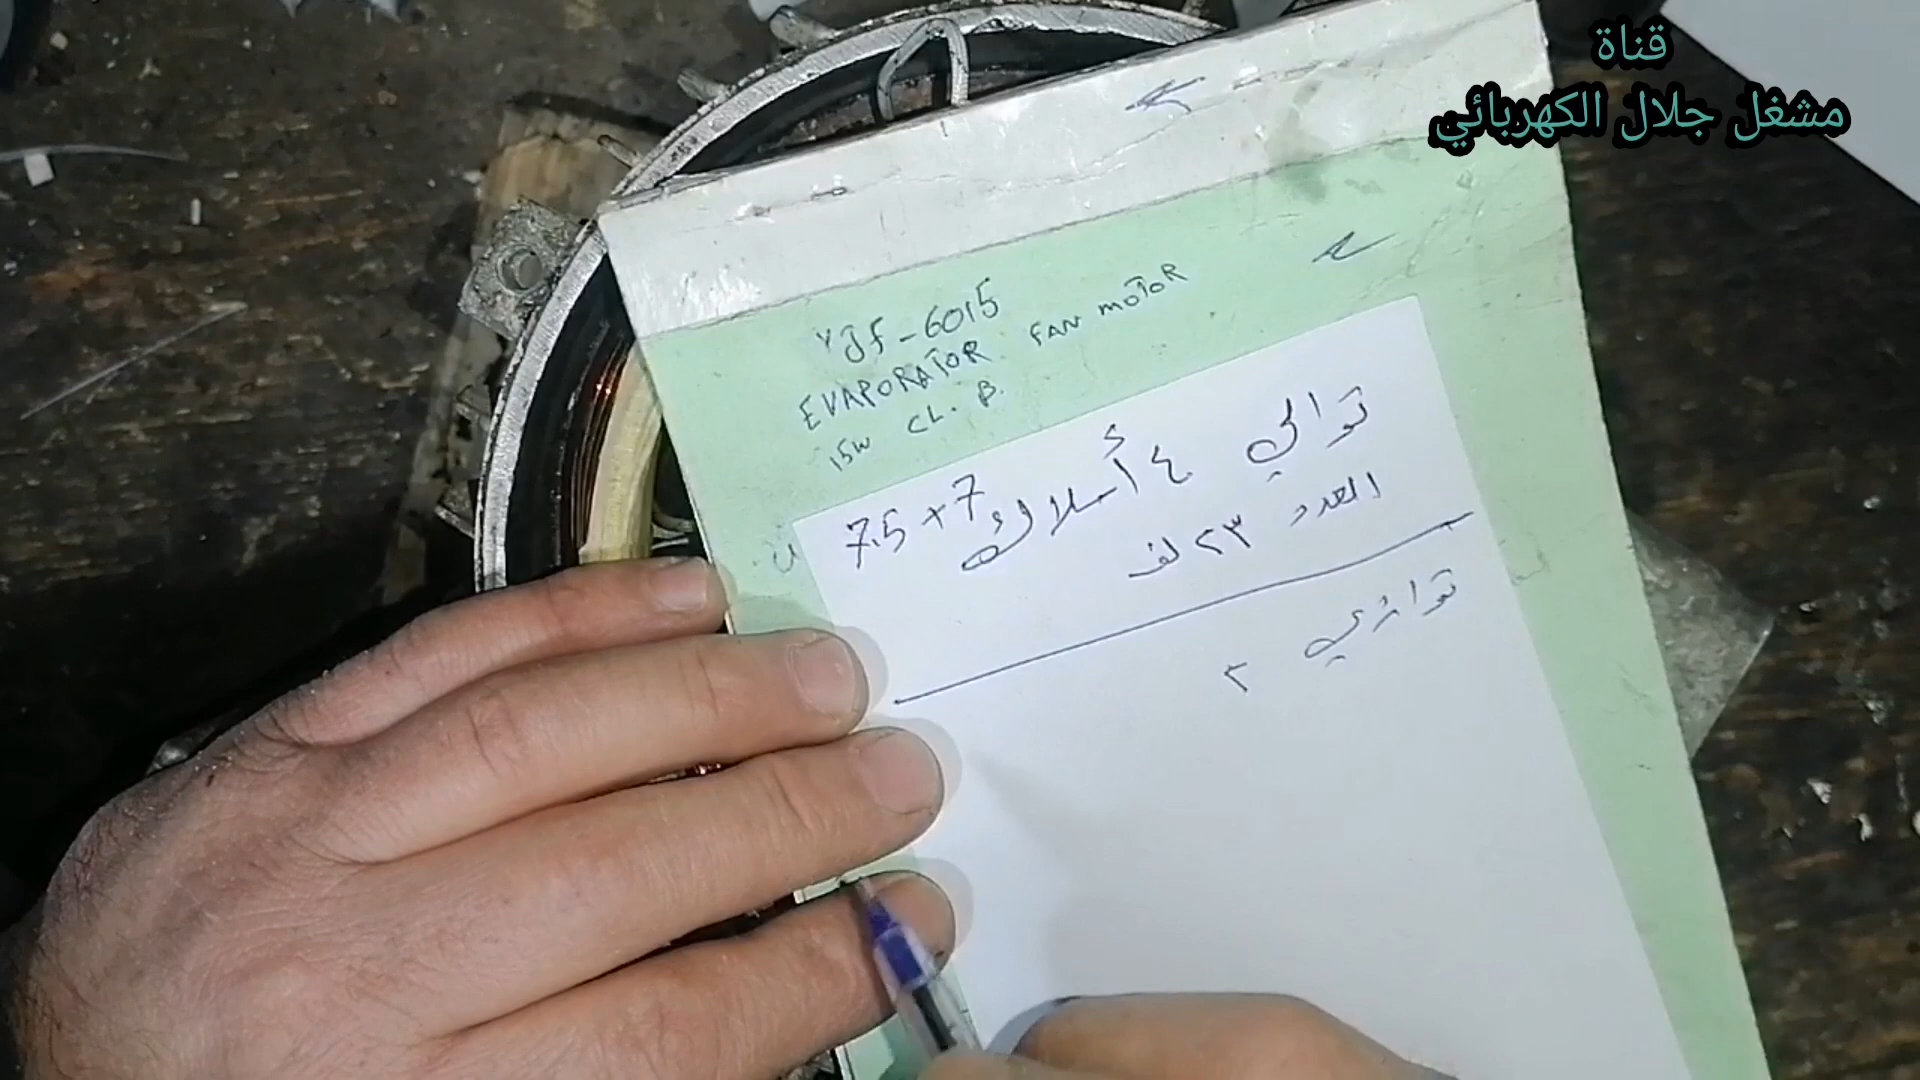 قناة
مشغل جلال الكهربائي
YJF-6015
EVAPORATOR FAN MOTOR
15W CL. B.
توالي ٤ أسلاك 7+7.5
العدد ٢٣ لف
توازي ٢